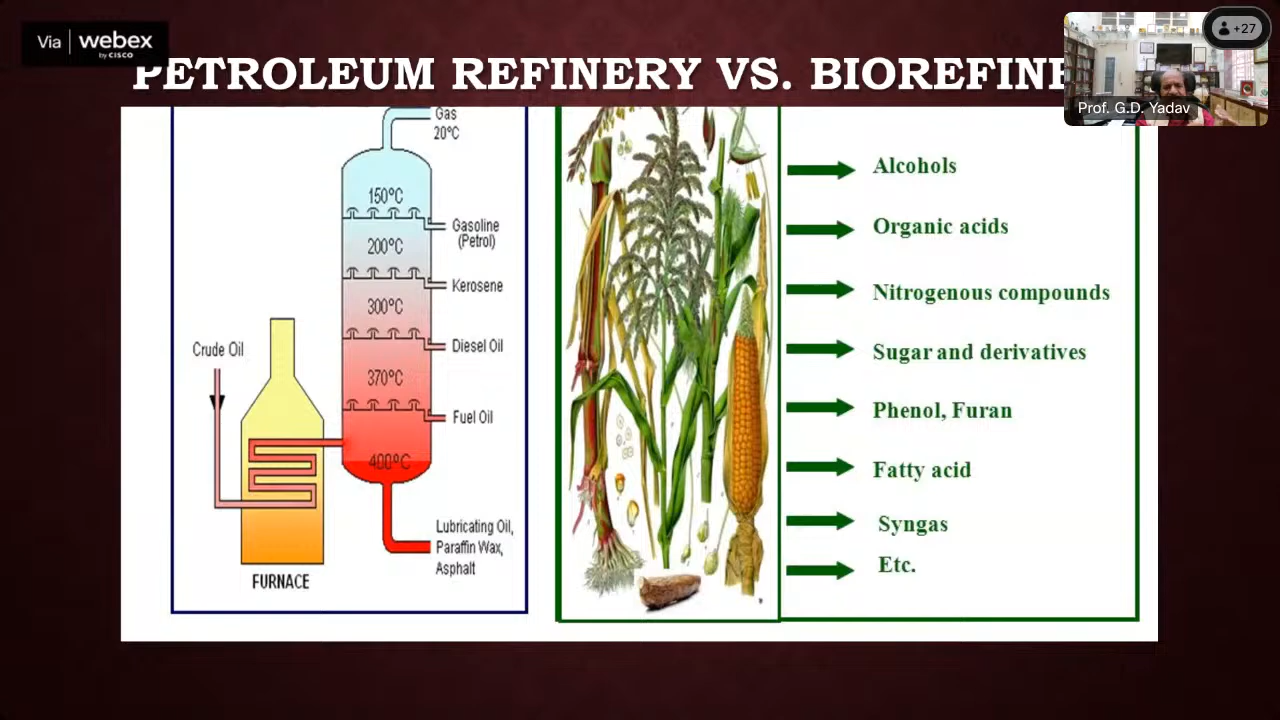 Via webex
by CISCO
+27
Prof. G.D. Yadav
PETROLEUM REFINERY VS. BIOREFINE
Gas
20°C
150°C
Gasoline
(Petrol)
200°C
Kerosene
300°C
Diesel Oil
370°C
Fuel Oil
400°C
Crude Oil
Lubricating Oil,
Paraffin Wax,
Asphalt
FURNACE
Alcohols
Organic acids
Nitrogenous compounds
Sugar and derivatives
Phenol, Furan
Fatty acid
Syngas
Etc.